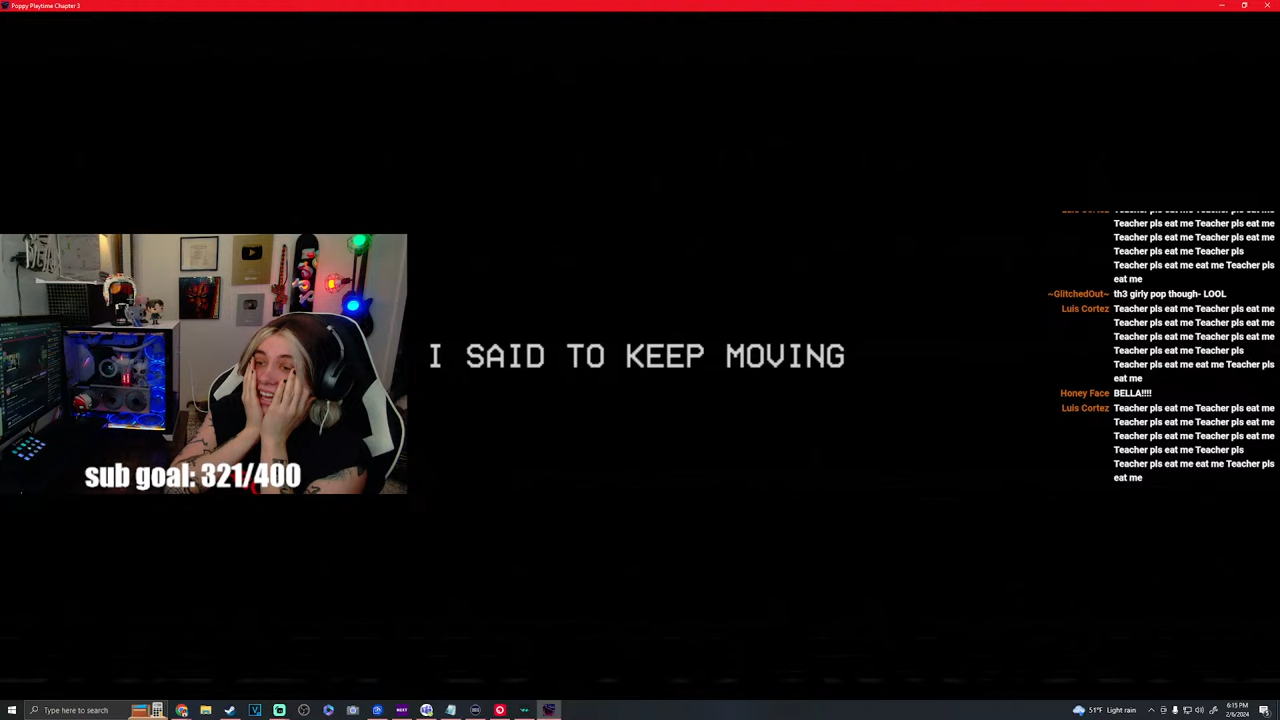 Poppy Playtime Chapter 3
Teacher pls eat me Teacher pls eat me
Teacher pls eat me Teacher pls eat me
Teacher pls eat me Teacher pls
Teacher pls eat me eat me Teacher pls
eat me
~GlitchedOut~ th3 girly pop though- LOOL
Luis Cortez Teacher pls eat me Teacher pls eat me
Teacher pls eat me Teacher pls eat me
Teacher pls eat me Teacher pls eat me
Teacher pls eat me Teacher pls
Teacher pls eat me eat me Teacher pls
eat me
Honey Face BELLA!!!!
Luis Cortez Teacher pls eat me Teacher pls eat me
Teacher pls eat me Teacher pls eat me
Teacher pls eat me Teacher pls eat me
Teacher pls eat me Teacher pls
Teacher pls eat me eat me Teacher pls
eat me
I SAID TO KEEP MOVING
sub goal: 321/400
Type here to search
51°F Light rain
6:15 PM
2/6/2024